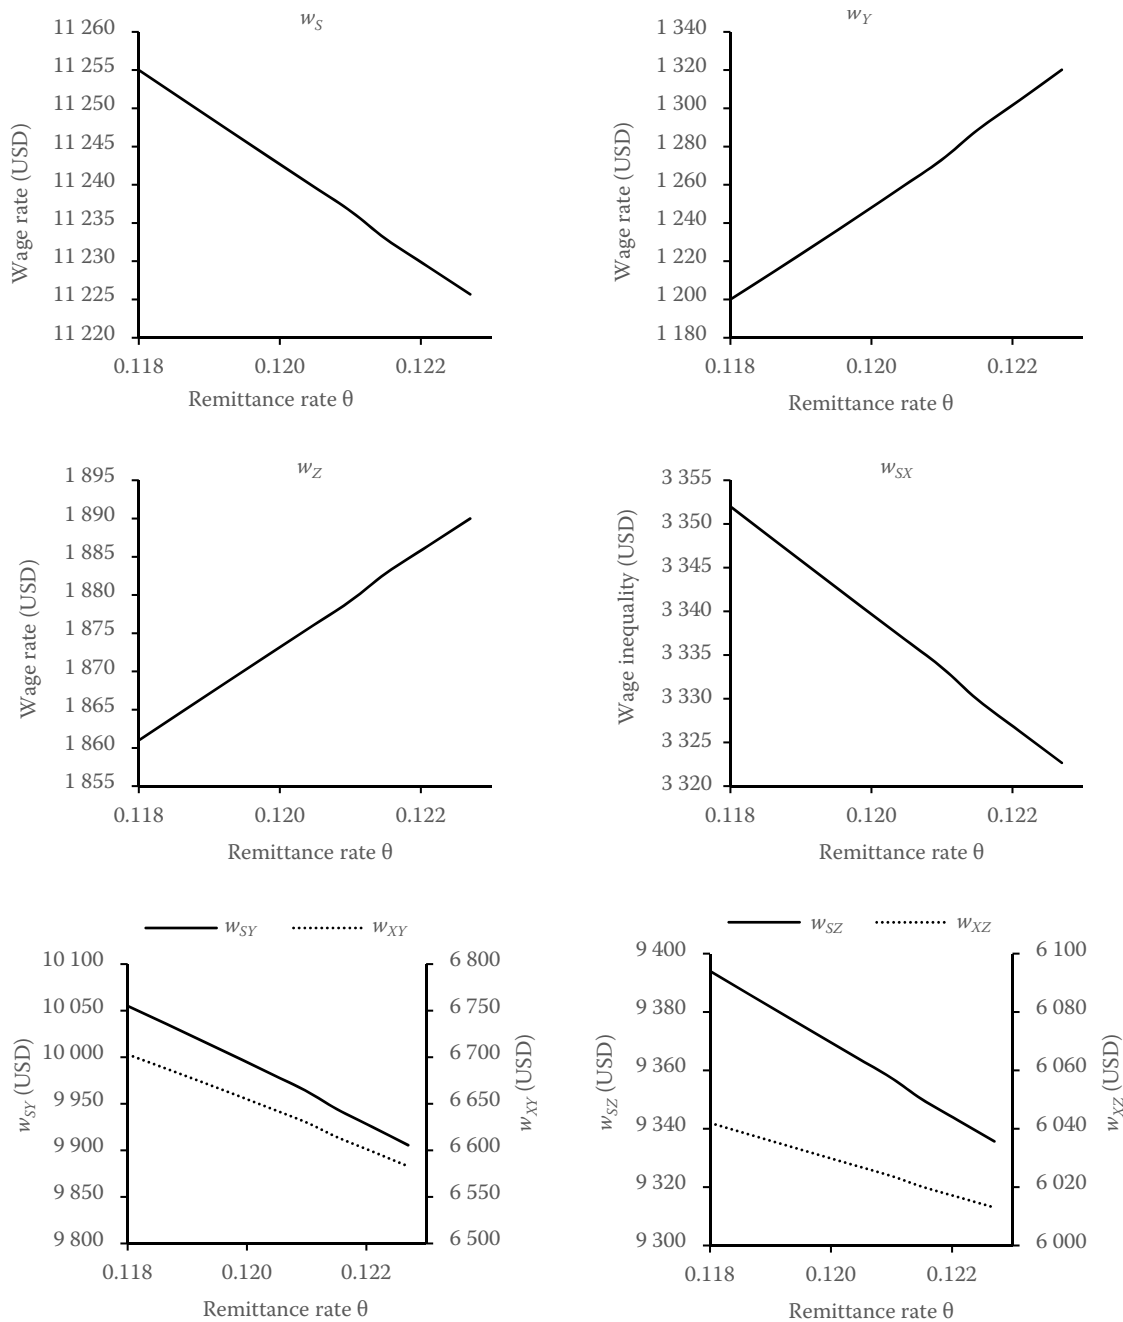 w_S
Wage rate (USD)
11 260
11 255
11 250
11 245
11 240
11 235
11 230
11 225
11 220
0.118 0.120 0.122
Remittance rate θ
w_Y
Wage rate (USD)
1 340
1 320
1 300
1 280
1 260
1 240
1 220
1 200
1 180
0.118 0.120 0.122
Remittance rate θ
w_Z
Wage rate (USD)
1 895
1 890
1 885
1 880
1 875
1 870
1 865
1 860
1 855
0.118 0.120 0.122
Remittance rate θ
w_SX
Wage inequality (USD)
3 355
3 350
3 345
3 340
3 335
3 330
3 325
3 320
0.118 0.120 0.122
Remittance rate θ
w_SY w_XY
w_SY (USD)
10 100
10 050
10 000
9 950
9 900
9 850
9 800
6 800
6 750
6 700
6 650
6 600
6 550
6 500
w_XY (USD)
0.118 0.120 0.122
Remittance rate θ
w_SZ w_XZ
w_SZ (USD)
9 400
9 380
9 360
9 340
9 320
9 300
6 100
6 080
6 060
6 040
6 020
6 000
w_XZ (USD)
0.118 0.120 0.122
Remittance rate θ